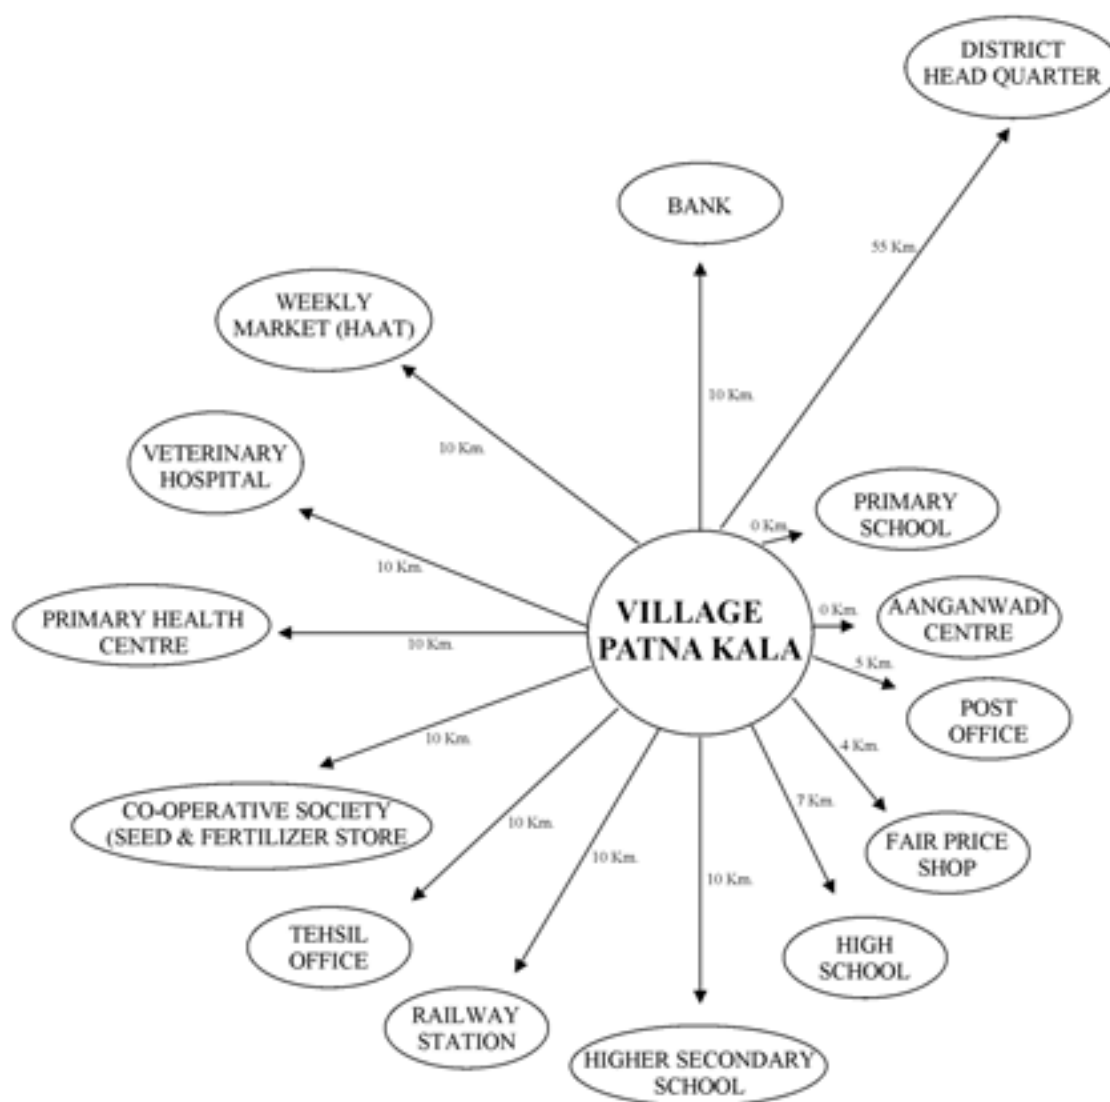 DISTRICT
HEAD QUARTER
BANK
55 Km.
WEEKLY
MARKET (HAAT)
10 Km.
10 Km.
VETERINARY
HOSPITAL
PRIMARY
SCHOOL
0 Km.
10 Km.
VILLAGE
PATNA KALA
0 Km.
AANGANWADI
CENTRE
PRIMARY HEALTH
CENTRE
10 Km.
5 Km.
POST
OFFICE
10 Km.
4 Km.
CO-OPERATIVE SOCIETY
(SEED & FERTILIZER STORE
10 Km.
7 Km.
FAIR PRICE
SHOP
10 Km.
10 Km.
TEHSIL
OFFICE
HIGH
SCHOOL
RAILWAY
STATION
HIGHER SECONDARY
SCHOOL